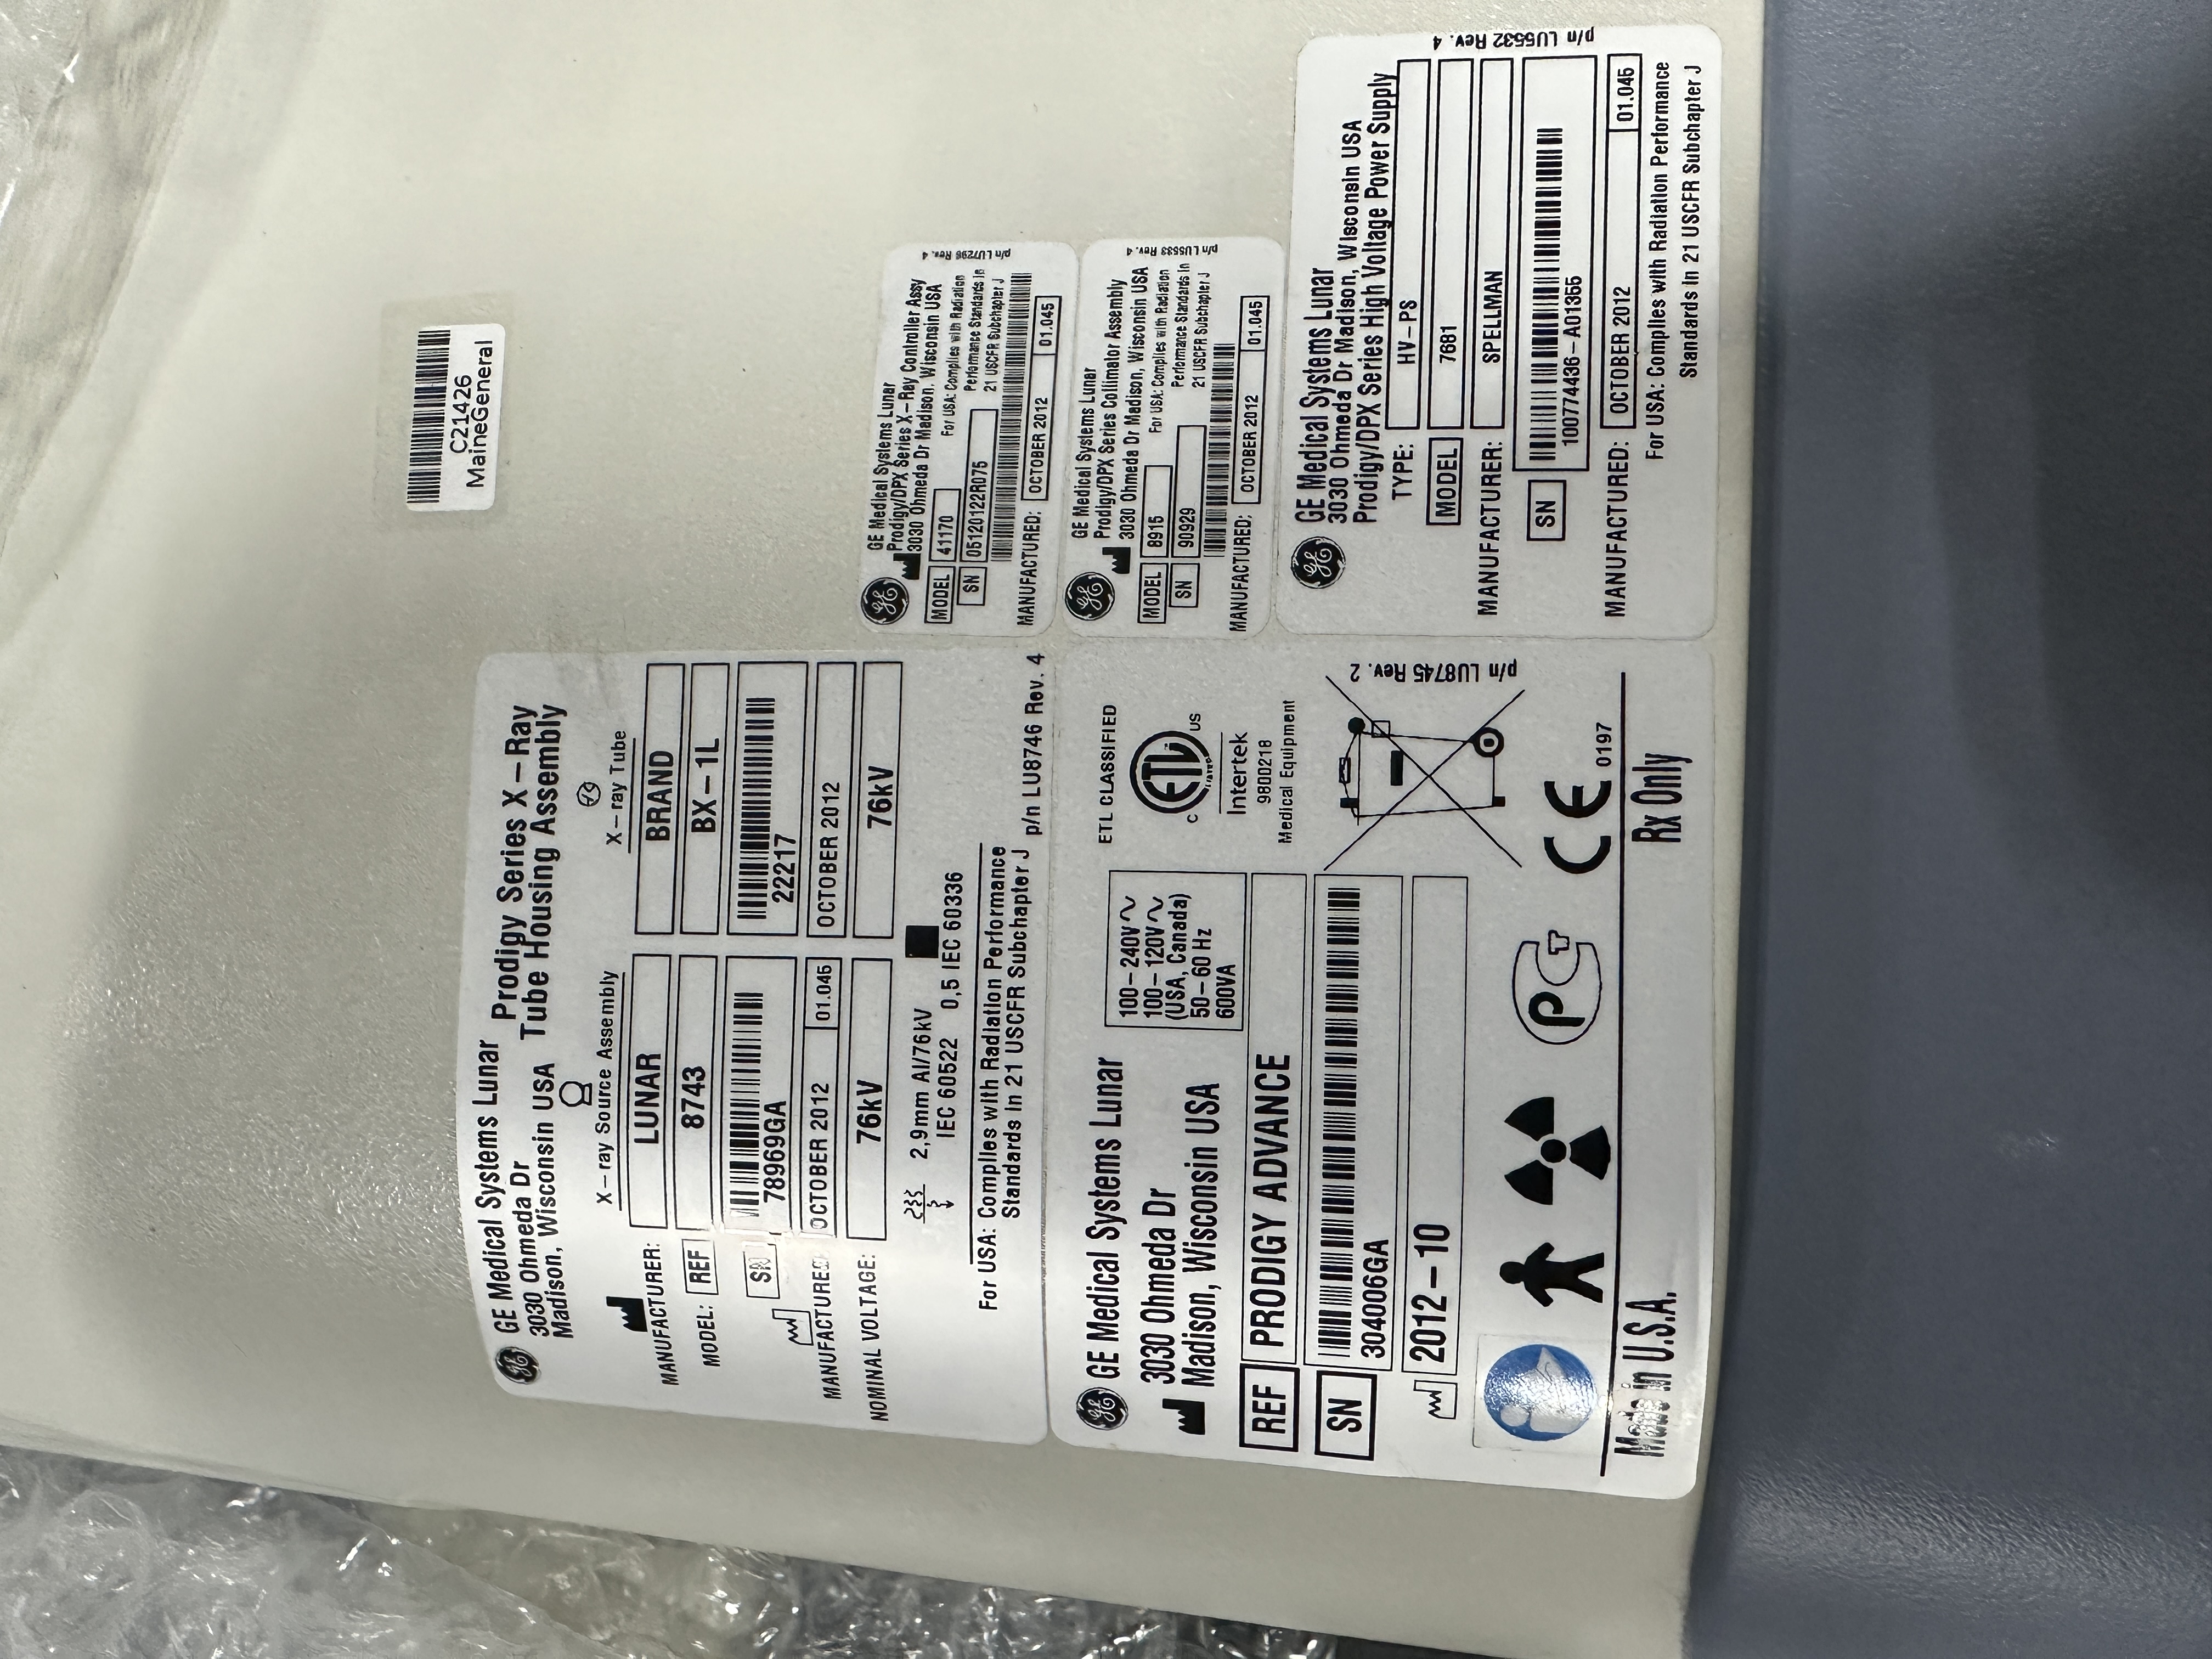 C21426
MaineGeneral
GE Medical Systems Lunar
3030 Ohmeda Dr
Madison, Wisconsin USA
Prodigy Series X-Ray
Tube Housing Assembly
X-ray Source Assembly
X-ray Tube
MANUFACTURER: LUNAR BRAND
MODEL: REF 8743 BX-1L
SN 78969GA 22217
MANUFACTURED: OCTOBER 2012 01.045 OCTOBER 2012
NOMINAL VOLTAGE: 76kV 76kV
2,9mm Al/76kV
IEC 60522 0,5 IEC 60336
For USA: Complies with Radiation Performance
Standards in 21 USCFR Subchapter J
p/n LU8746 Rev. 4
GE Medical Systems Lunar
Prodigy/DPX Series X-Ray Controller Assy
3030 Ohmeda Dr Madison, Wisconsin USA
MODEL 41170
For USA: Complies with Radiation
Performance Standards in
21 USCFR Subchapter J
SN 05120122R075
MANUFACTURED: OCTOBER 2012 01.045
p/n LU7296 Rev. 4
GE Medical Systems Lunar
Prodigy/DPX Series Collimator Assembly
3030 Ohmeda Dr Madison, Wisconsin USA
MODEL 8915
For USA: Complies with Radiation
Performance Standards in
21 USCFR Subchapter J
SN 90929
MANUFACTURED: OCTOBER 2012 01.045
p/n LU5533 Rev. 4
GE Medical Systems Lunar
3030 Ohmeda Dr Madison, Wisconsin USA
Prodigy/DPX Series High Voltage Power Supply
TYPE: HV-PS
MODEL 7681
MANUFACTURER: SPELLMAN
SN 100774436-A01355
MANUFACTURED: OCTOBER 2012 01.045
For USA: Complies with Radiation Performance
Standards in 21 USCFR Subchapter J
p/n LU5532 Rev. 4
GE Medical Systems Lunar
3030 Ohmeda Dr
Madison, Wisconsin USA
100-240V~
100-120V~
(USA, Canada)
50-60 Hz
600VA
ETL CLASSIFIED
C ETL US
Intertek
9800218
Medical Equipment
REF PRODIGY ADVANCE
SN 304006GA
2012-10
p/n LU8745 Rev. 2
CE 0197
Made in U.S.A.
Rx Only